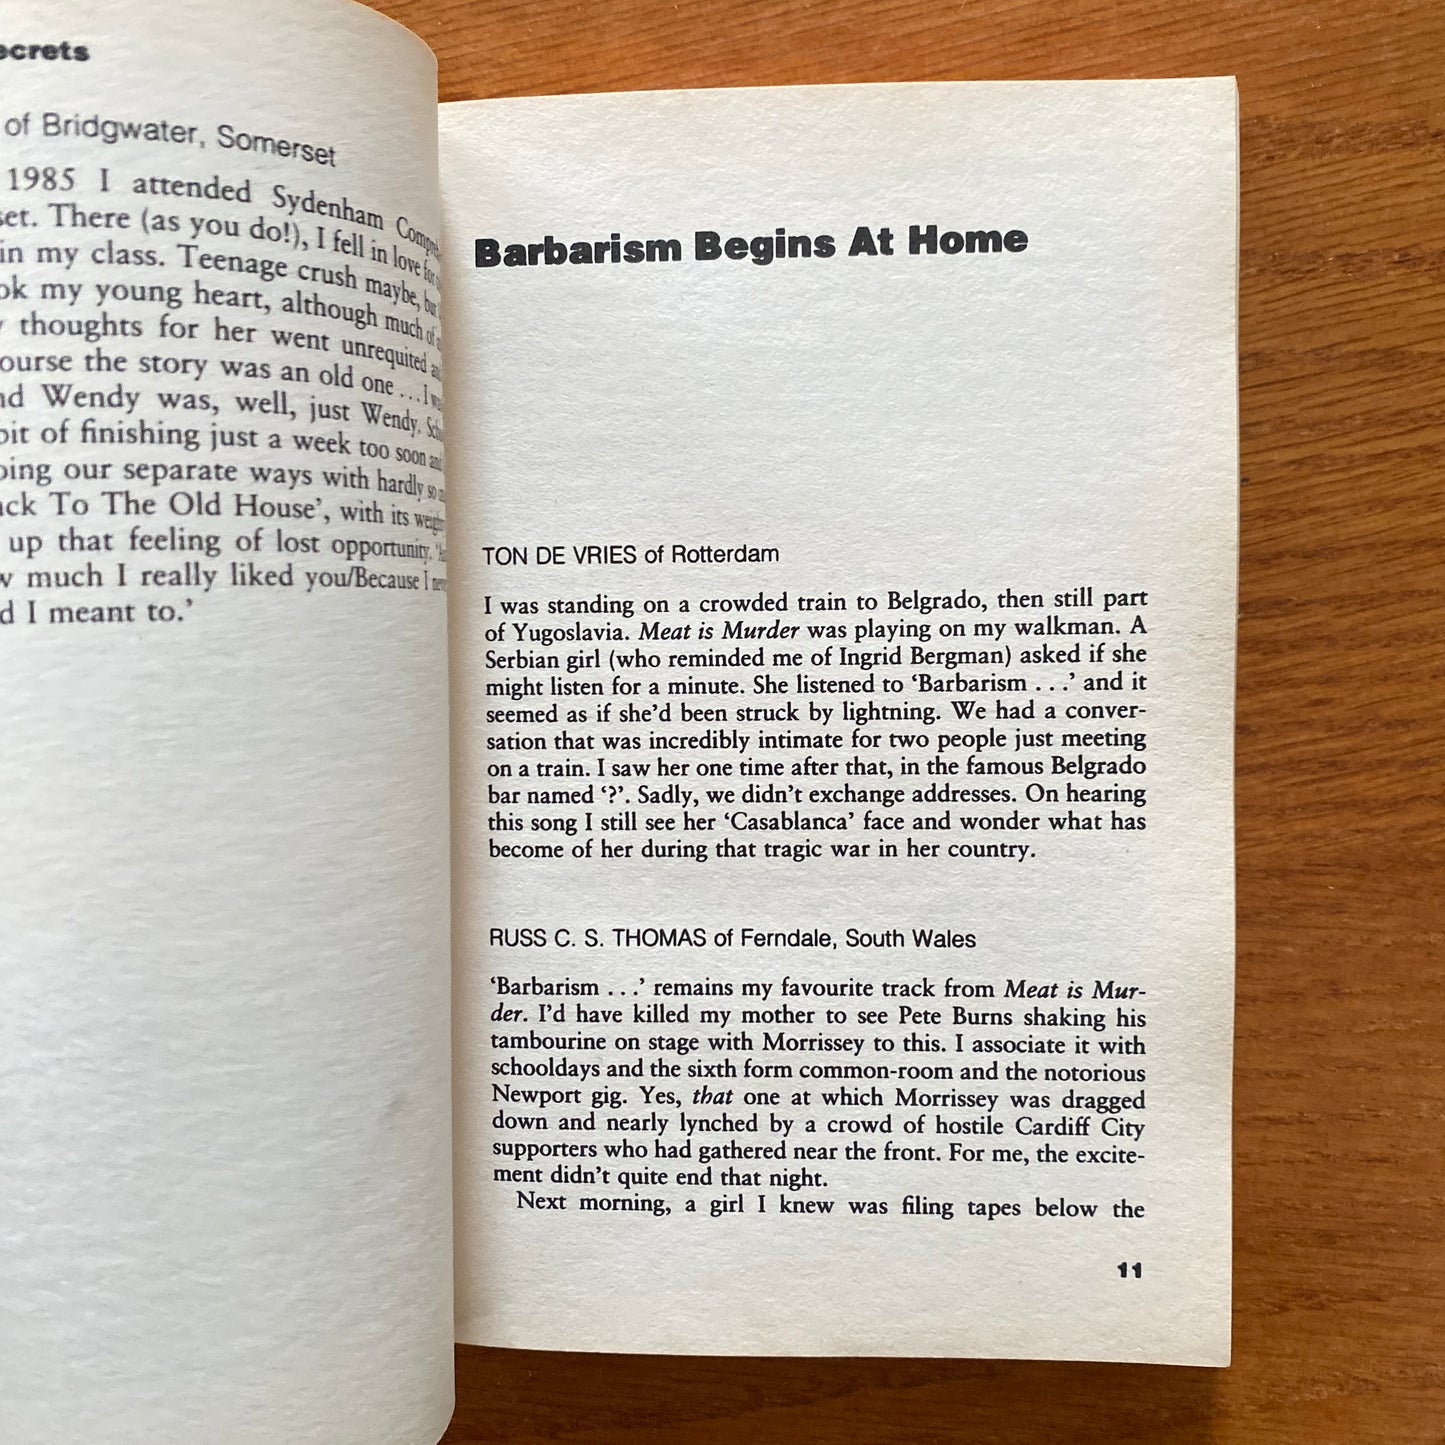 ecrets
of Bridgwater, Somerset
1985 I attended Sydenham
set. There (as you do!), I fell in love for
in my class. Teenage crush maybe, but
ok my young heart, although much of
thoughts for her went unrequited
ourse the story was an old one . . . I
nd Wendy was, well, just Wendy.
bit of finishing just a week too soon and
oing our separate ways with hardly so
ack To The Old House’, with its
up that feeling of lost opportunity.
w much I really liked you/Because I
d I meant to.’
Barbarism Begins At Home
TON DE VRIES of Rotterdam
I was standing on a crowded train to Belgrado, then still part
of Yugoslavia. Meat is Murder was playing on my walkman. A
Serbian girl (who reminded me of Ingrid Bergman) asked if she
might listen for a minute. She listened to ‘Barbarism . . .’ and it
seemed as if she’d been struck by lightning. We had a conver-
sation that was incredibly intimate for two people just meeting
on a train. I saw her one time after that, in the famous Belgrado
bar named ‘?’. Sadly, we didn’t exchange addresses. On hearing
this song I still see her ‘Casablanca’ face and wonder what has
become of her during that tragic war in her country.
RUSS C. S. THOMAS of Ferndale, South Wales
‘Barbarism . . .’ remains my favourite track from Meat is Mur-
der. I’d have killed my mother to see Pete Burns shaking his
tambourine on stage with Morrissey to this. I associate it with
schooldays and the sixth form common-room and the notorious
Newport gig. Yes, that one at which Morrissey was dragged
down and nearly lynched by a crowd of hostile Cardiff City
supporters who had gathered near the front. For me, the excite-
ment didn’t quite end that night.
Next morning, a girl I knew was filing tapes below the
11